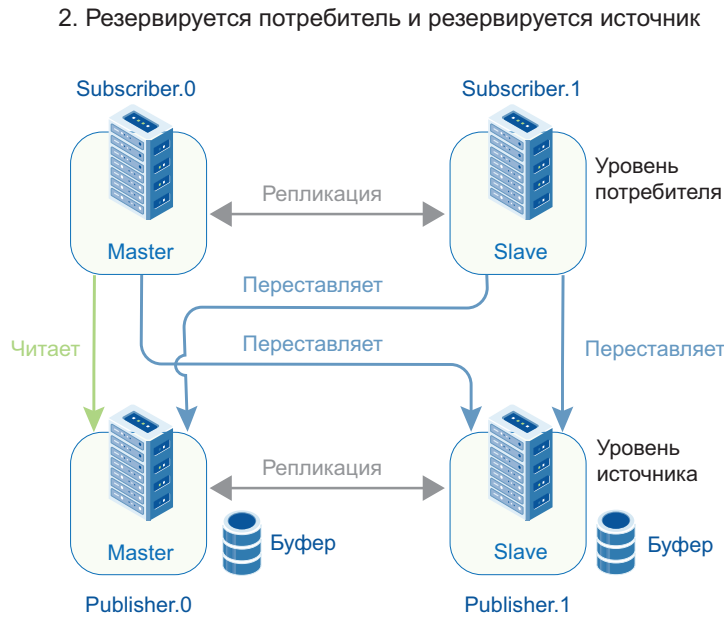 2. Резервируется потребитель и резервируется источник
Subscriber.0
Subscriber.1
Уровень
потребителя
Репликация
Master
Slave
Переставляет
Читает
Переставляет
Переставляет
Уровень
источника
Репликация
Master
Буфер
Slave
Буфер
Publisher.0
Publisher.1